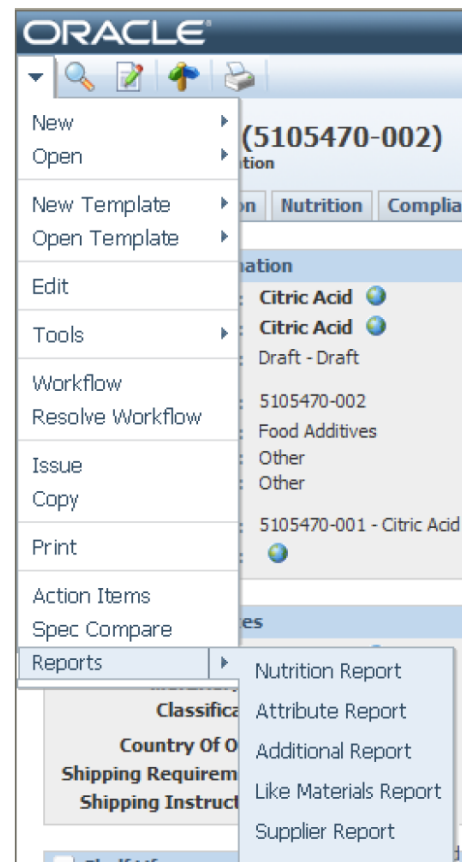 ORACLE
New
Open
(5105470-002)
tion
New Template
Open Template
on Nutrition Complia
Edit
ation
: Citric Acid
Tools
: Citric Acid
: Draft - Draft
Workflow
Resolve Workflow
: 5105470-002
: Food Additives
Issue
: Other
Copy
: Other
Print
: 5105470-001 - Citric Acid
:
Action Items
Spec Compare
es
Reports
Nutrition Report
Classifica
Attribute Report
Country Of O
Additional Report
Shipping Requirem
Like Materials Report
Shipping Instruct
Supplier Report